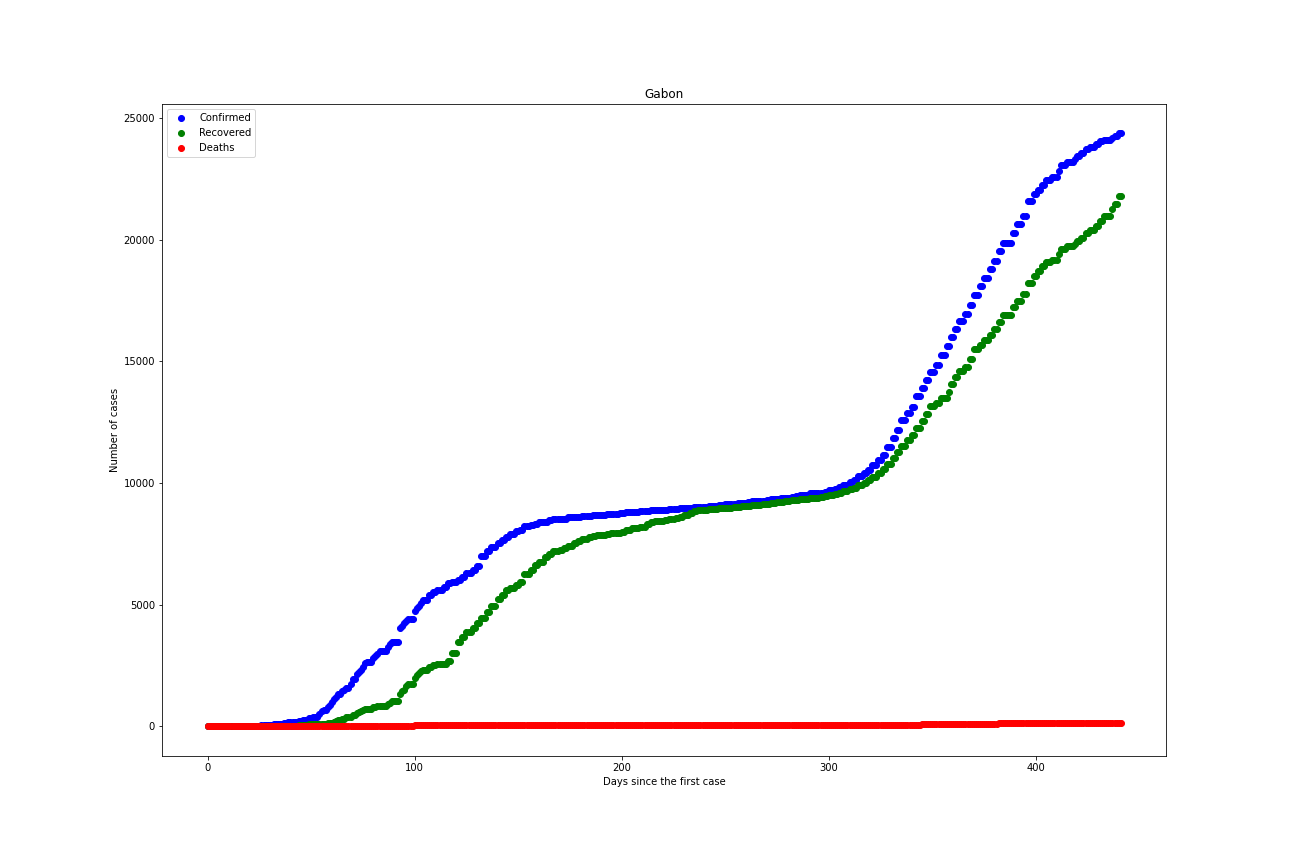 Gabon
Confirmed
Recovered
Deaths
25000
20000
15000
10000
5000
0
Number of cases
0 100 200 300 400
Days since the first case